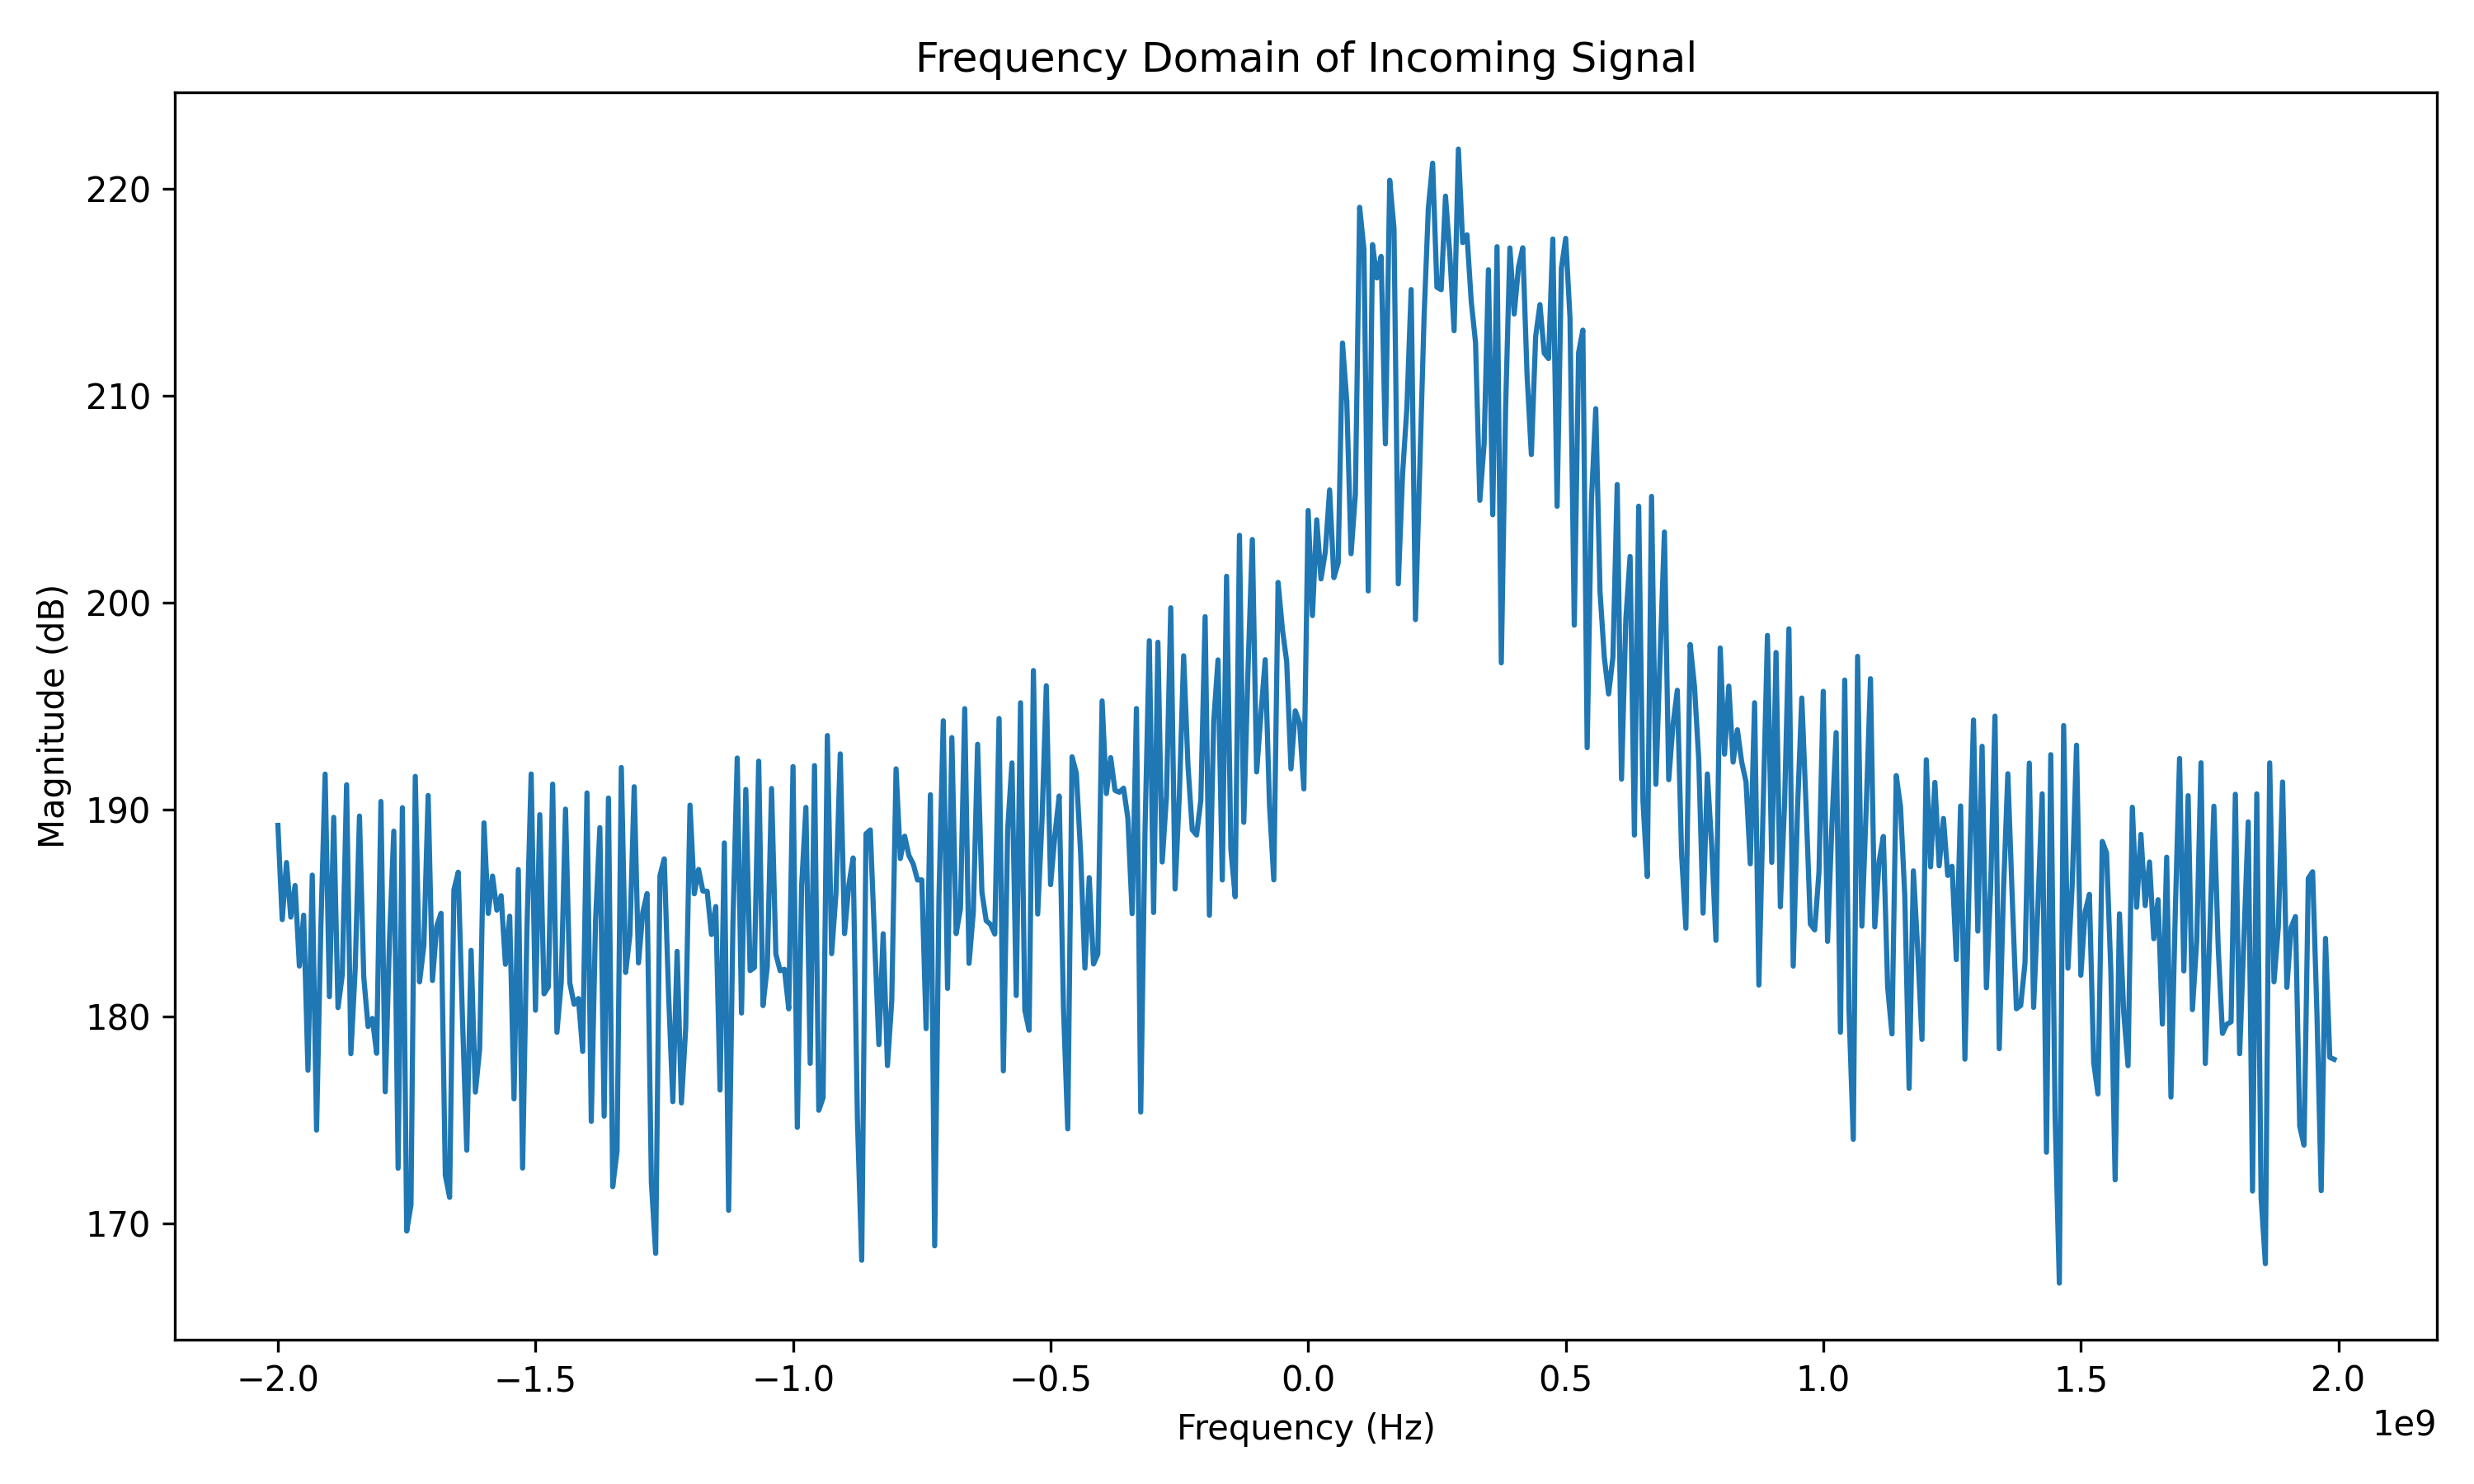 Frequency Domain of Incoming Signal
220
210
200
190
180
170
Magnitude (dB)
−2.0 −1.5 −1.0 −0.5 0.0 0.5 1.0 1.5 2.0
Frequency (Hz)
1e9